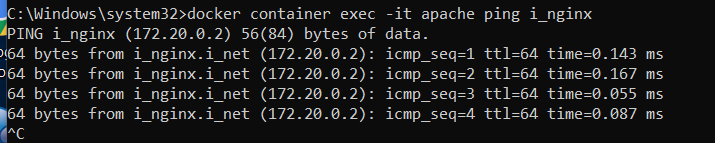 C:\Windows\system32>docker container exec -it apache ping i_nginx
PING i_nginx (172.20.0.2) 56(84) bytes of data.
64 bytes from i_nginx.i_net (172.20.0.2): icmp_seq=1 ttl=64 time=0.143 ms
64 bytes from i_nginx.i_net (172.20.0.2): icmp_seq=2 ttl=64 time=0.167 ms
64 bytes from i_nginx.i_net (172.20.0.2): icmp_seq=3 ttl=64 time=0.055 ms
64 bytes from i_nginx.i_net (172.20.0.2): icmp_seq=4 ttl=64 time=0.087 ms
^C